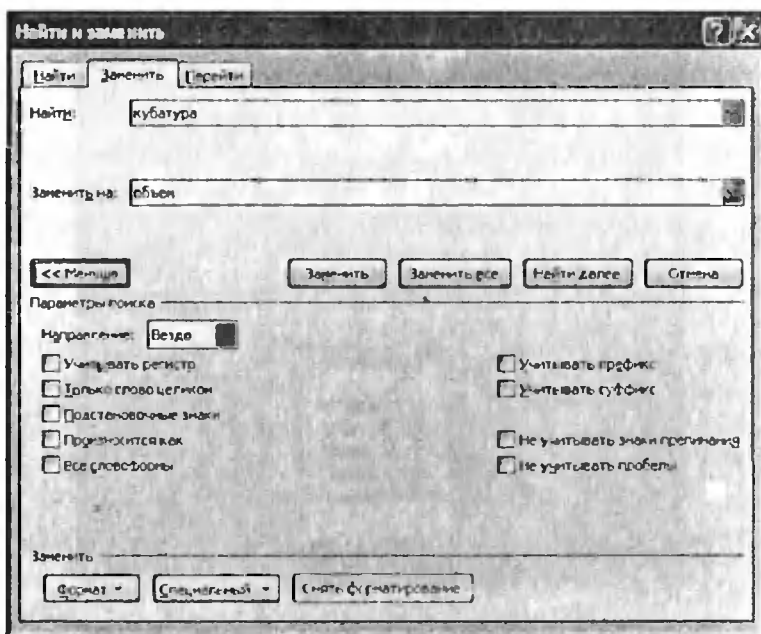 Найти и заменить
Найти Заменить Перейти
Найти: кубатура
Заменить на: объем
<< Меньше Заменить Заменить все Найти далее Отмена
Параметры поиска
Направление: Везде
Учитывать регистр Учитывать префикс
Только слово целиком Учитывать суффикс
Подстановочные знаки
Произносится как Не учитывать знаки препинания
Все словоформы Не учитывать пробелы
Заменить
Формат Специальный Снять форматирование